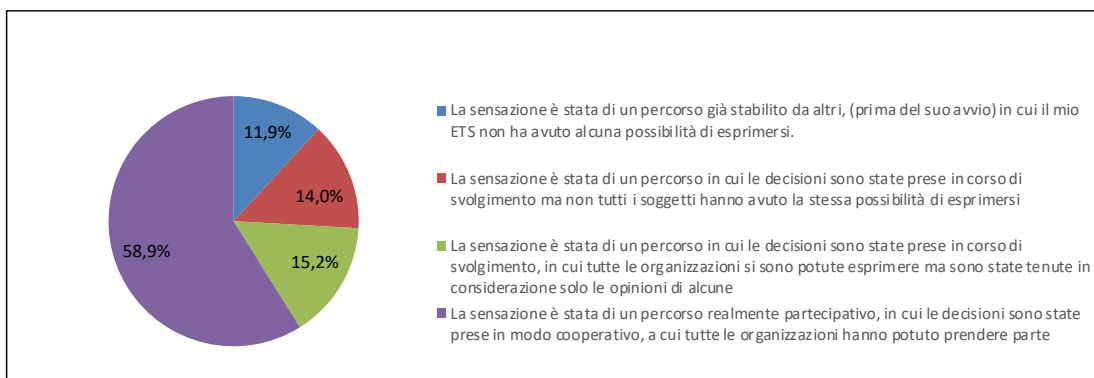 11,9%
14,0%
15,2%
58,9%
La sensazione è stata di un percorso già stabilito da altri, (prima del suo avvio) in cui il mio
ETS non ha avuto alcuna possibilità di esprimersi.
La sensazione è stata di un percorso in cui le decisioni sono state prese in corso di
svolgimento ma non tutti i soggetti hanno avuto la stessa possibilità di esprimersi
La sensazione è stata di un percorso in cui le decisioni sono state prese in corso di
svolgimento, in cui tutte le organizzazioni si sono potute esprimere ma sono state tenute in
considerazione solo le opinioni di alcune
La sensazione è stata di un percorso realmente partecipativo, in cui le decisioni sono state
prese in modo cooperativo, a cui tutte le organizzazioni hanno potuto prendere parte